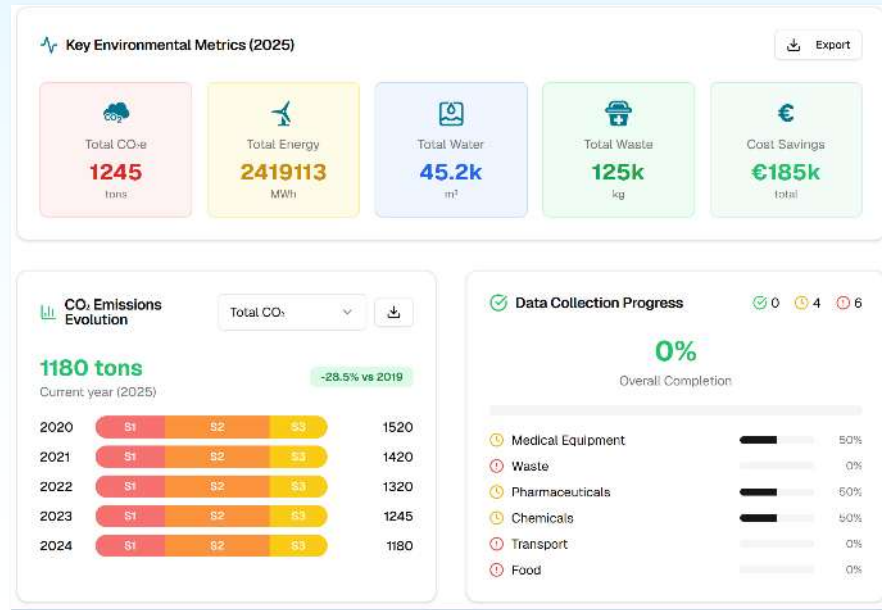 Key Environmental Metrics (2025)
Export
CO2
Total CO₂e
1245
tons
Total Energy
2419113
MWh
Total Water
45.2k
m³
Total Waste
125k
kg
€
Cost Savings
€185k
total
CO₂ Emissions
Evolution
Total CO₂
1180 tons
Current year (2025)
-28.5% vs 2019
2020 S1 S2 S3 1520
2021 S1 S2 S3 1420
2022 S1 S2 S3 1320
2023 S1 S2 S3 1245
2024 S1 S2 S3 1180
Data Collection Progress
0 4 6
0%
Overall Completion
Medical Equipment 50%
Waste 0%
Pharmaceuticals 50%
Chemicals 50%
Transport 0%
Food 0%